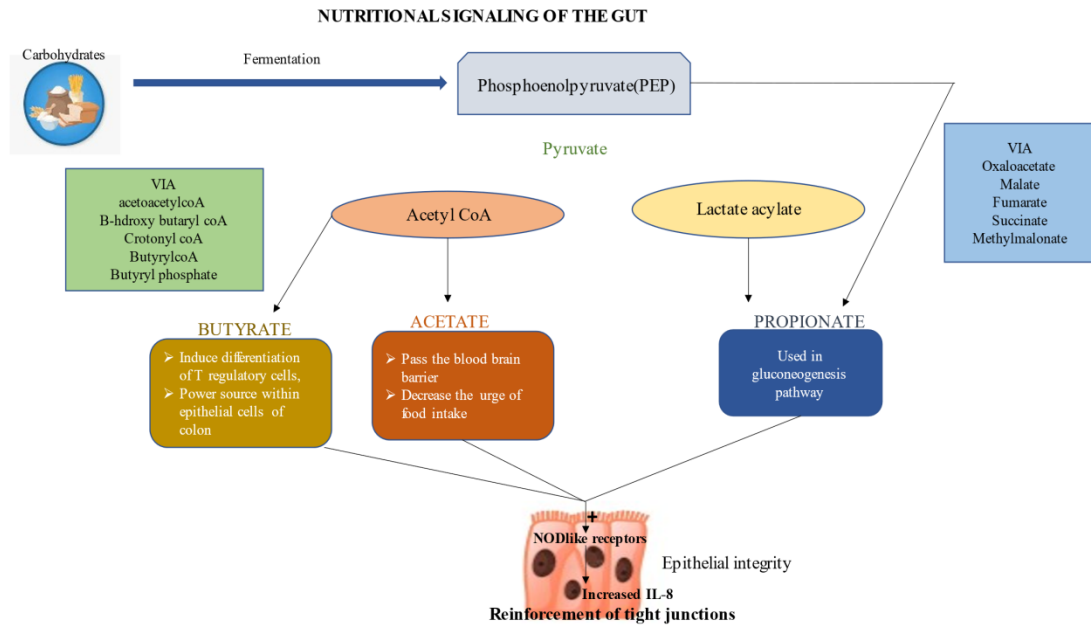 NUTRITIONAL SIGNALING OF THE GUT
Carbohydrates
Fermentation
Phosphoenolpyruvate(PEP)
Pyruvate
VIA
acetoacetylcoA
B-hdroxy butaryl coA
Crotonyl coA
ButyrylcoA
Butyryl phosphate
Acetyl CoA
Lactate acylate
VIA
Oxaloacetate
Malate
Fumarate
Succinate
Methylmalonate
BUTYRATE
➢ Induce differentiation
of T regulatory cells,
➢ Power source within
epithelial cells of
colon
ACETATE
➢ Pass the blood brain
barrier
➢ Decrease the urge of
food intake
PROPIONATE
Used in
gluconeogenesis
pathway
+
NODlike receptors
Epithelial integrity
Increased IL-8
Reinforcement of tight junctions